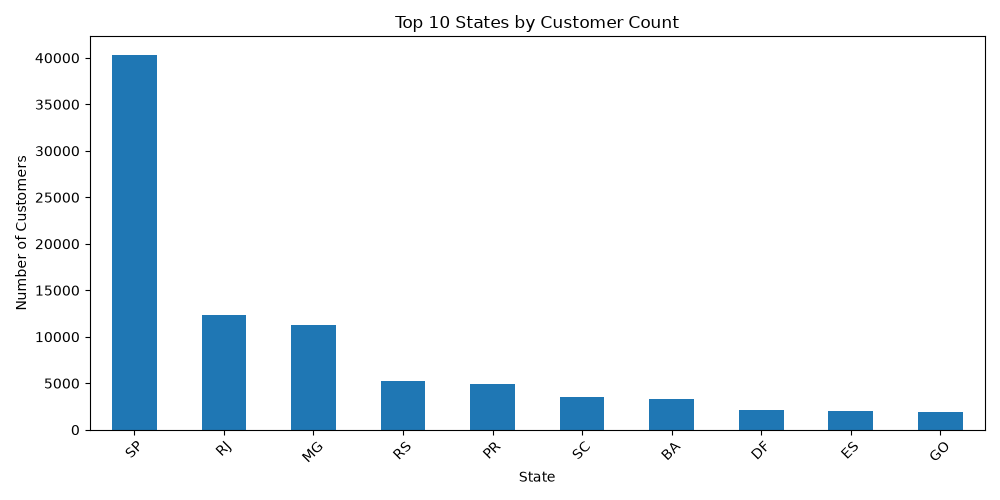 Top 10 States by Customer Count
40000
35000
30000
25000
20000
15000
10000
5000
0
Number of Customers
SP RJ MG RS PR SC BA DF ES GO
State